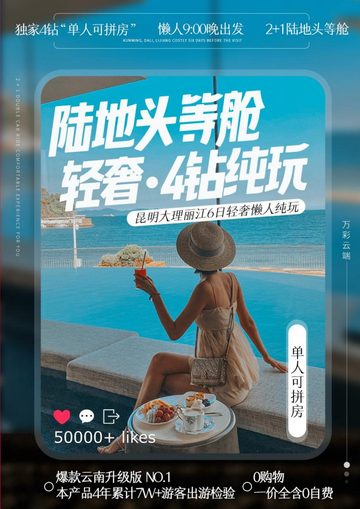 独家4钻“单人可拼房” 懒人9:00晚出发 2+1陆地头等舱
KUNMING, DALI, LIJIANG COSTLY SIX DAYS BEFORE THE VISIT
陆地头等舱
轻奢·4钻纯玩
昆明大理丽江6日轻奢懒人纯玩
万彩云端
单人可拼房
50000+ likes
爆款云南升级版 NO.1
本产品4年累计7W+游客出游检验
0购物
一价全含0自费